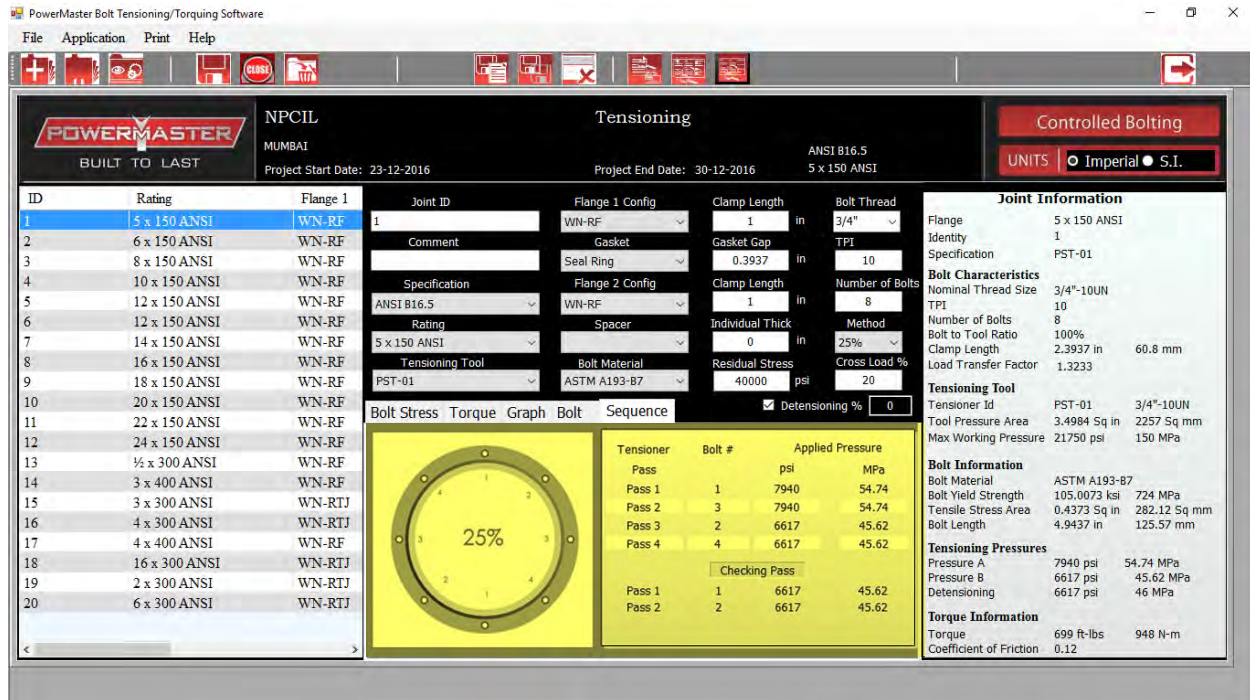 PowerMaster Bolt Tensioning/Torquing Software
File Application Print Help
CLOSE
POWERMASTER
BUILT TO LAST
NPCIL
MUMBAI
Project Start Date: 23-12-2016
Tensioning
Project End Date: 30-12-2016
ANSI B16.5
5 x 150 ANSI
Controlled Bolting
UNITS Imperial S.I.
ID Rating Flange 1
1 5 x 150 ANSI WN-RF
2 6 x 150 ANSI WN-RF
3 8 x 150 ANSI WN-RF
4 10 x 150 ANSI WN-RF
5 12 x 150 ANSI WN-RF
6 12 x 150 ANSI WN-RF
7 14 x 150 ANSI WN-RF
8 16 x 150 ANSI WN-RF
9 18 x 150 ANSI WN-RF
10 20 x 150 ANSI WN-RF
11 22 x 150 ANSI WN-RF
12 24 x 150 ANSI WN-RF
13 ½ x 300 ANSI WN-RF
14 3 x 400 ANSI WN-RF
15 3 x 300 ANSI WN-RTJ
16 4 x 300 ANSI WN-RTJ
17 4 x 400 ANSI WN-RF
18 16 x 300 ANSI WN-RTJ
19 2 x 300 ANSI WN-RTJ
20 6 x 300 ANSI WN-RTJ
Joint ID Flange 1 Config Clamp Length Bolt Thread
1 WN-RF 1 in 3/4"
Comment Gasket Gasket Gap TPI
Seal Ring 0.3937 in 10
Specification Flange 2 Config Clamp Length Number of Bolts
ANSI B16.5 WN-RF 1 in 8
Rating Spacer Individual Thick Method
5 x 150 ANSI 0 in 25%
Tensioning Tool Bolt Material Residual Stress Cross Load %
PST-01 ASTM A193-B7 40000 psi 20
Bolt Stress Torque Graph Bolt Sequence Detensioning % 0
1
4 2
3 25% 3
2 4
1
Tensioner Bolt # Applied Pressure
Pass psi MPa
Pass 1 1 7940 54.74
Pass 2 3 7940 54.74
Pass 3 2 6617 45.62
Pass 4 4 6617 45.62
Checking Pass
Pass 1 1 6617 45.62
Pass 2 2 6617 45.62
Joint Information
Flange 5 x 150 ANSI
Identity 1
Specification PST-01
Bolt Characteristics
Nominal Thread Size 3/4"-10UN
TPI 10
Number of Bolts 8
Bolt to Tool Ratio 100%
Clamp Length 2.3937 in 60.8 mm
Load Transfer Factor 1.3233
Tensioning Tool
Tensioner Id PST-01 3/4"-10UN
Tool Pressure Area 3.4984 Sq in 2257 Sq mm
Max Working Pressure 21750 psi 150 MPa
Bolt Information
Bolt Material ASTM A193-B7
Bolt Yield Strength 105.0073 ksi 724 MPa
Tensile Stress Area 0.4373 Sq in 282.12 Sq mm
Bolt Length 4.9437 in 125.57 mm
Tensioning Pressures
Pressure A 7940 psi 54.74 MPa
Pressure B 6617 psi 45.62 MPa
Detensioning 6617 psi 46 MPa
Torque Information
Torque 699 ft-lbs 948 N-m
Coefficient of Friction 0.12